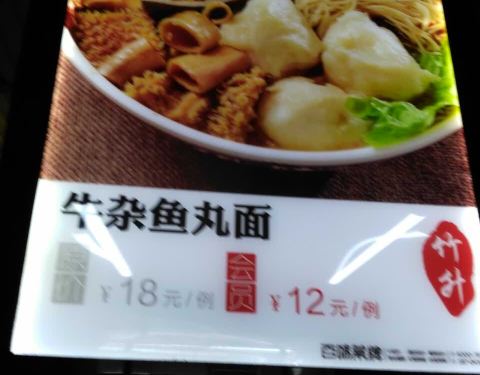 牛杂鱼丸面
竹升
¥18元/例
会员
¥12元/例